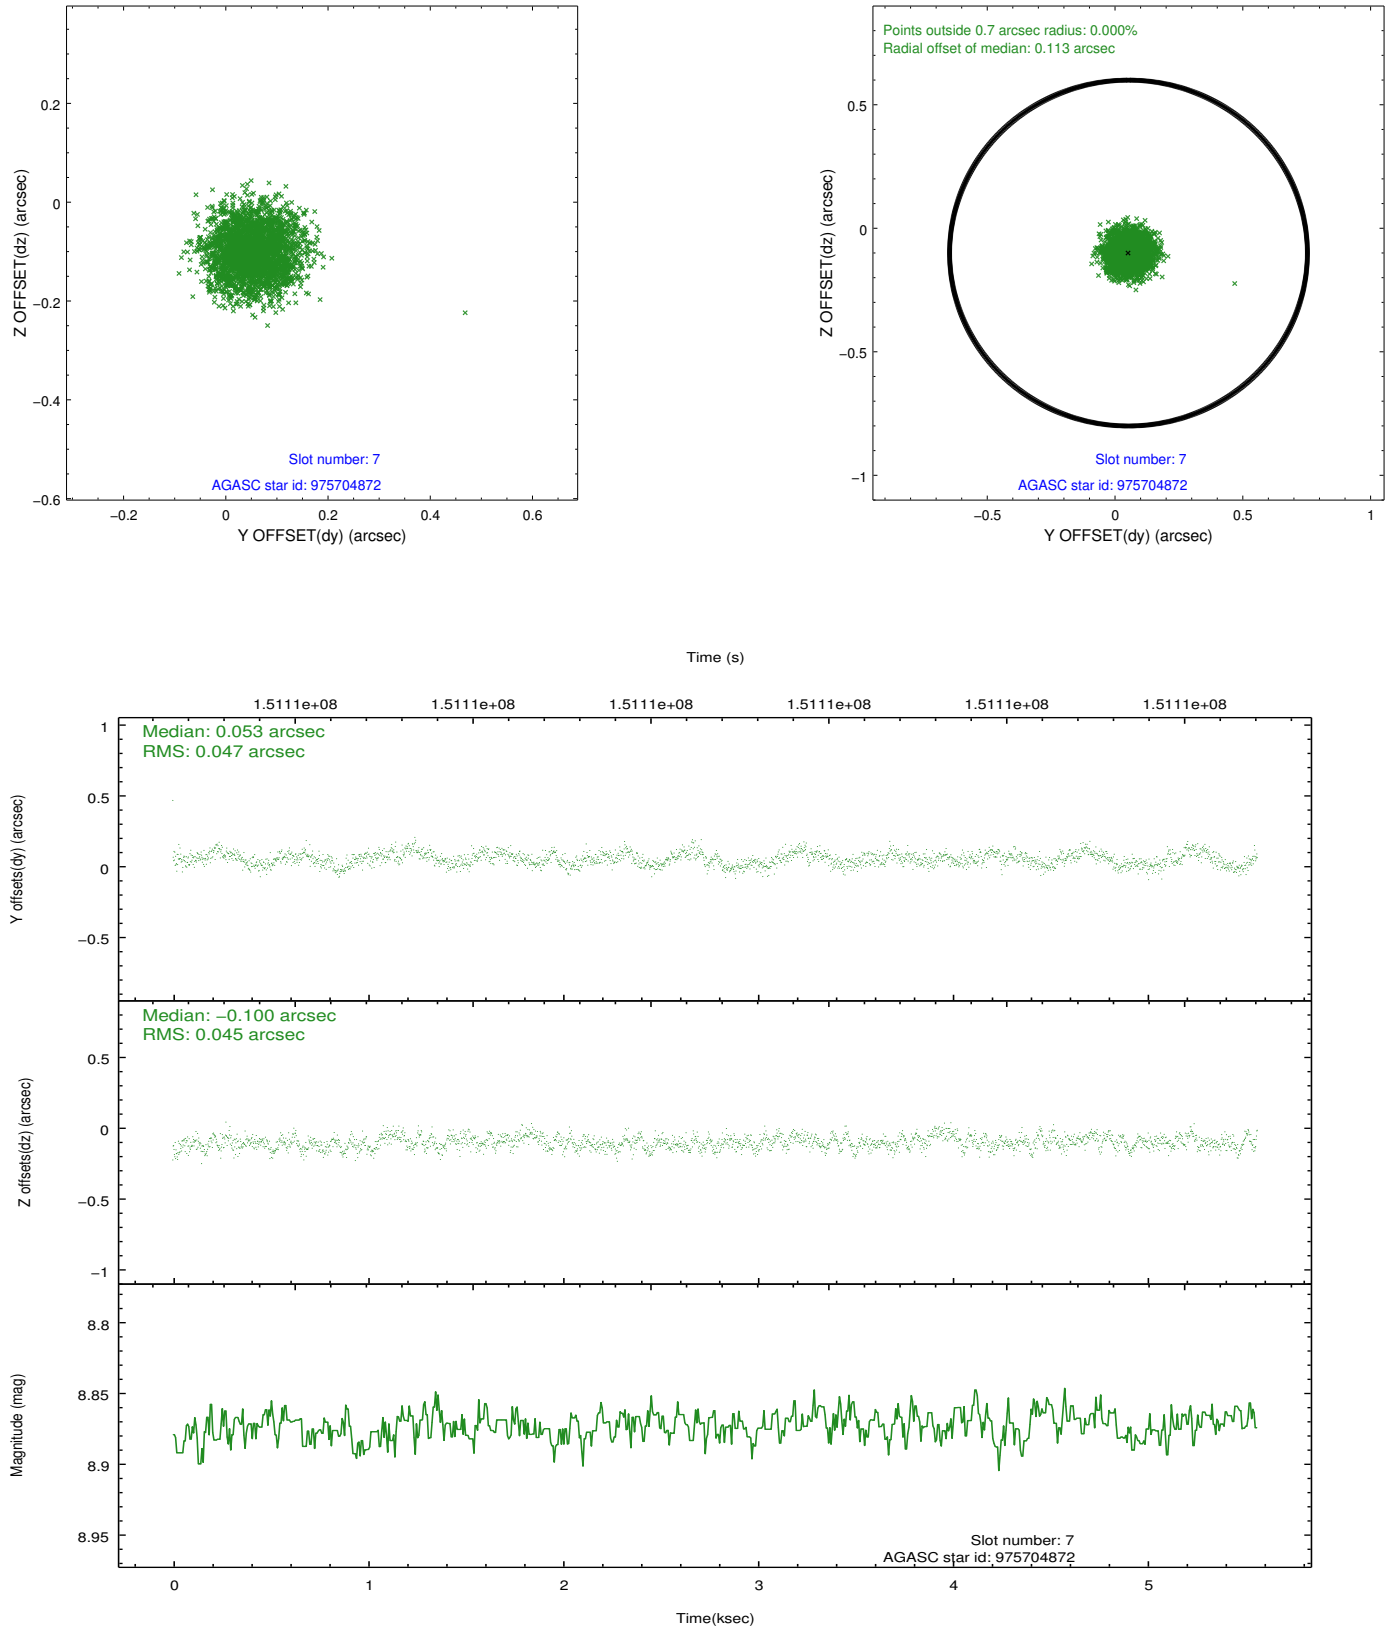 0.2
0
−0.2
−0.4
−0.6
Z OFFSET(dz) (arcsec)
Slot number: 7
AGASC star id: 975704872
−0.2 0 0.2 0.4 0.6
Y OFFSET(dy) (arcsec)
Points outside 0.7 arcsec radius: 0.000%
Radial offset of median: 0.113 arcsec
0.5
0
−0.5
−1
Z OFFSET(dz) (arcsec)
Slot number: 7
AGASC star id: 975704872
−0.5 0 0.5 1
Y OFFSET(dy) (arcsec)
Time (s)
1.5111e+08 1.5111e+08 1.5111e+08 1.5111e+08 1.5111e+08 1.5111e+08
Median: 0.053 arcsec
RMS: 0.047 arcsec
1
0.5
0
−0.5
Y offsets(dy) (arcsec)
Median: −0.100 arcsec
RMS: 0.045 arcsec
0.5
0
−0.5
−1
Z offsets(dz) (arcsec)
8.8
8.85
8.9
8.95
Magnitude (mag)
Slot number: 7
AGASC star id: 975704872
0 1 2 3 4 5
Time(ksec)